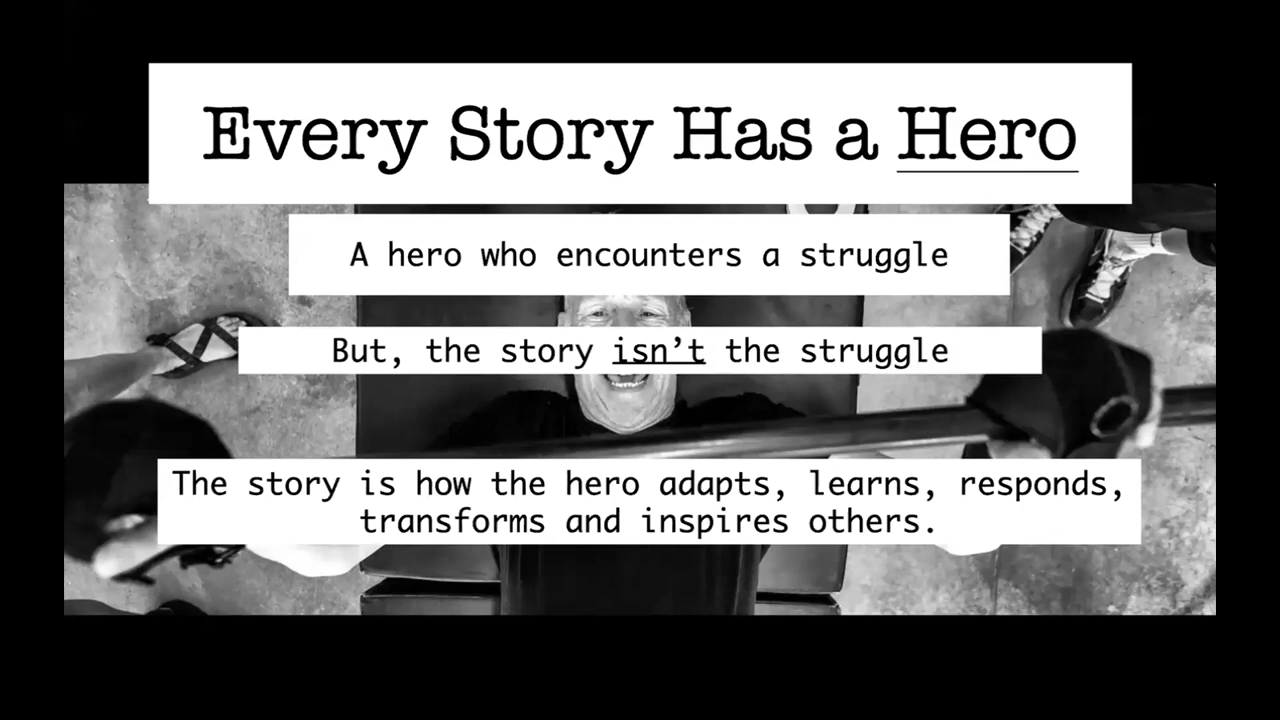 Every Story Has a Hero
A hero who encounters a struggle
But, the story isn’t the struggle
The story is how the hero adapts, learns, responds,
transforms and inspires others.